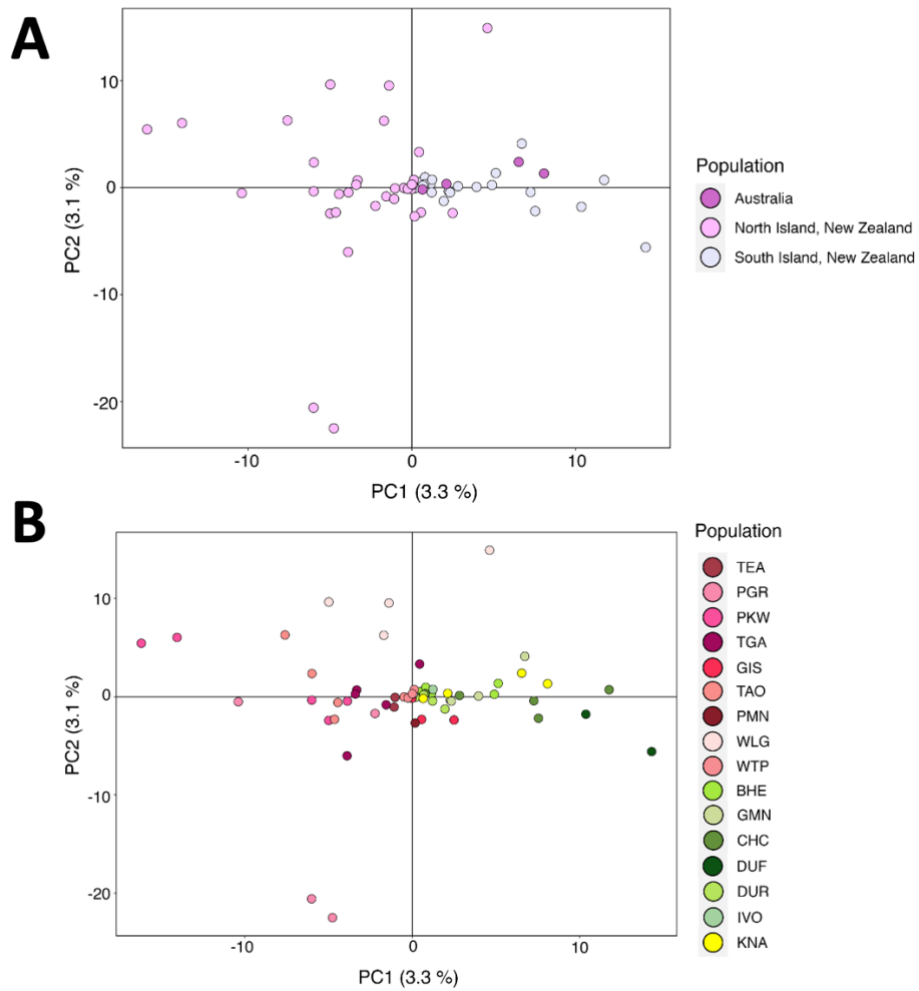 A
10
0
-10
-20
PC2 (3.1 %)
-10
0
10
PC1 (3.3 %)
Population
Australia
North Island, New Zealand
South Island, New Zealand
B
10
0
-10
-20
PC2 (3.1 %)
-10
0
10
PC1 (3.3 %)
Population
TEA
PGR
PKW
TGA
GIS
TAO
PMN
WLG
WTP
BHE
GMN
CHC
DUF
DUR
IVO
KNA